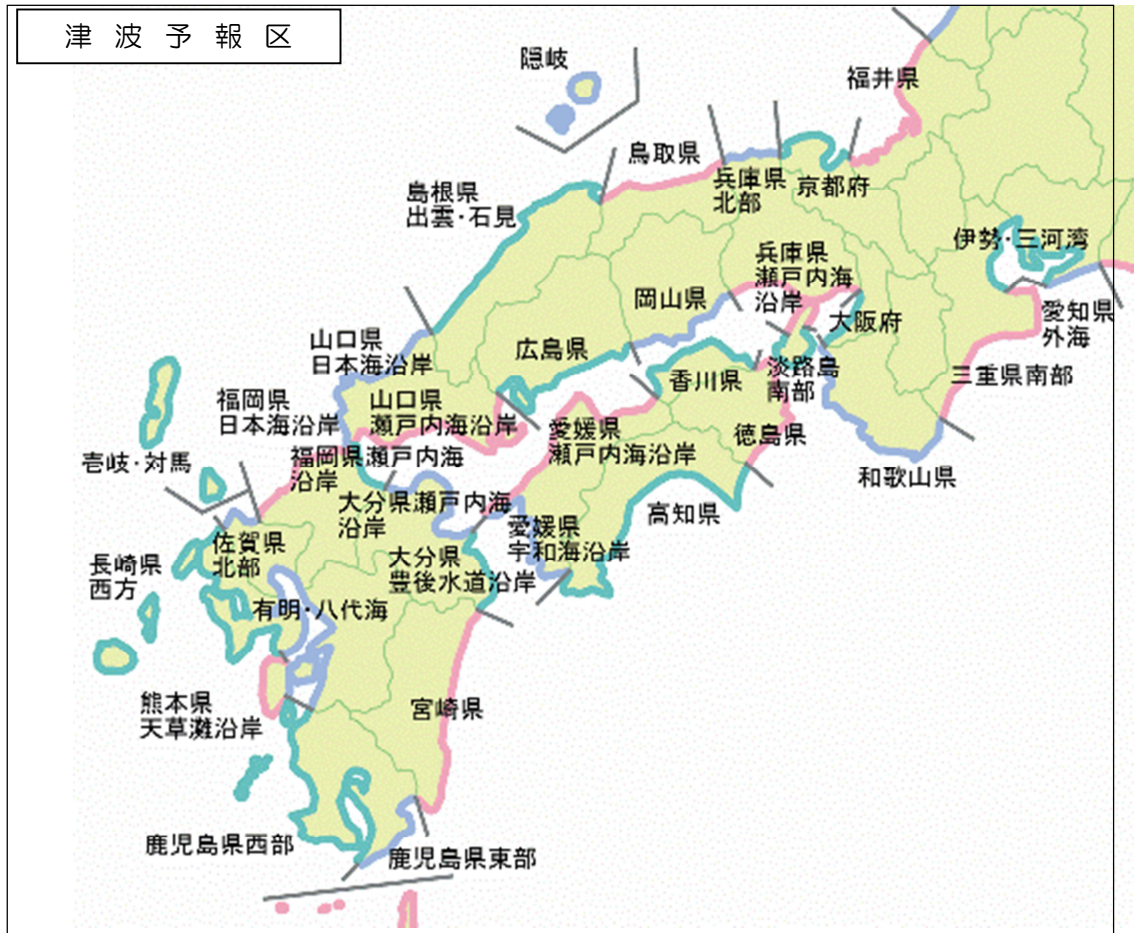 津波予報区
隠岐
福井県
鳥取県
兵庫県
北部
京都府
島根県
出雲・石見
伊勢・三河湾
兵庫県
瀬戸内海
沿岸
岡山県
大阪府
愛知県
外海
山口県
日本海沿岸
広島県
香川県
淡路島
南部
三重県南部
福岡県
日本海沿岸
山口県
瀬戸内海沿岸
愛媛県
瀬戸内海沿岸
徳島県
壱岐・対馬
福岡県瀬戸内海
沿岸
和歌山県
大分県瀬戸内海
沿岸
高知県
愛媛県
宇和海沿岸
佐賀県
北部
大分県
豊後水道沿岸
長崎県
西方
有明・八代海
熊本県
天草灘沿岸
宮崎県
鹿児島県西部
鹿児島県東部